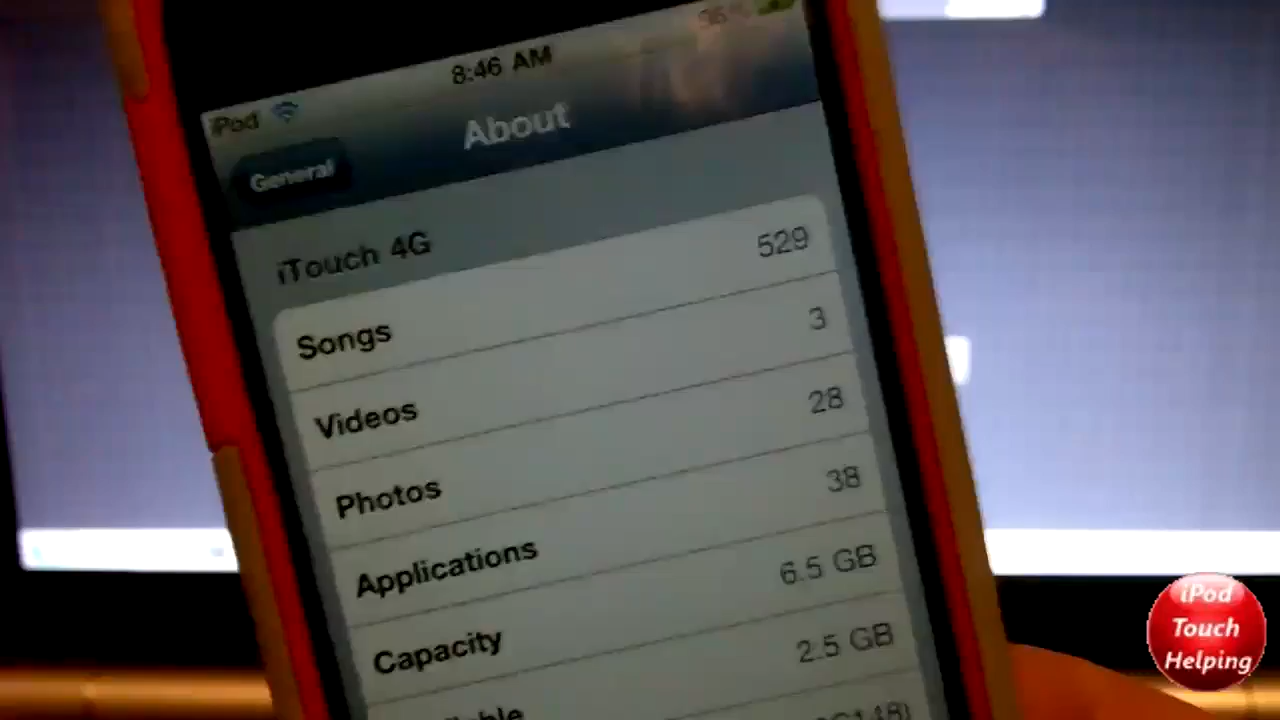 iPod
8:46 AM
General
About
iTouch 4G
Songs 529
Videos 3
Photos 28
Applications 38
Capacity 6.5 GB
2.5 GB
iPod
Touch
Helping